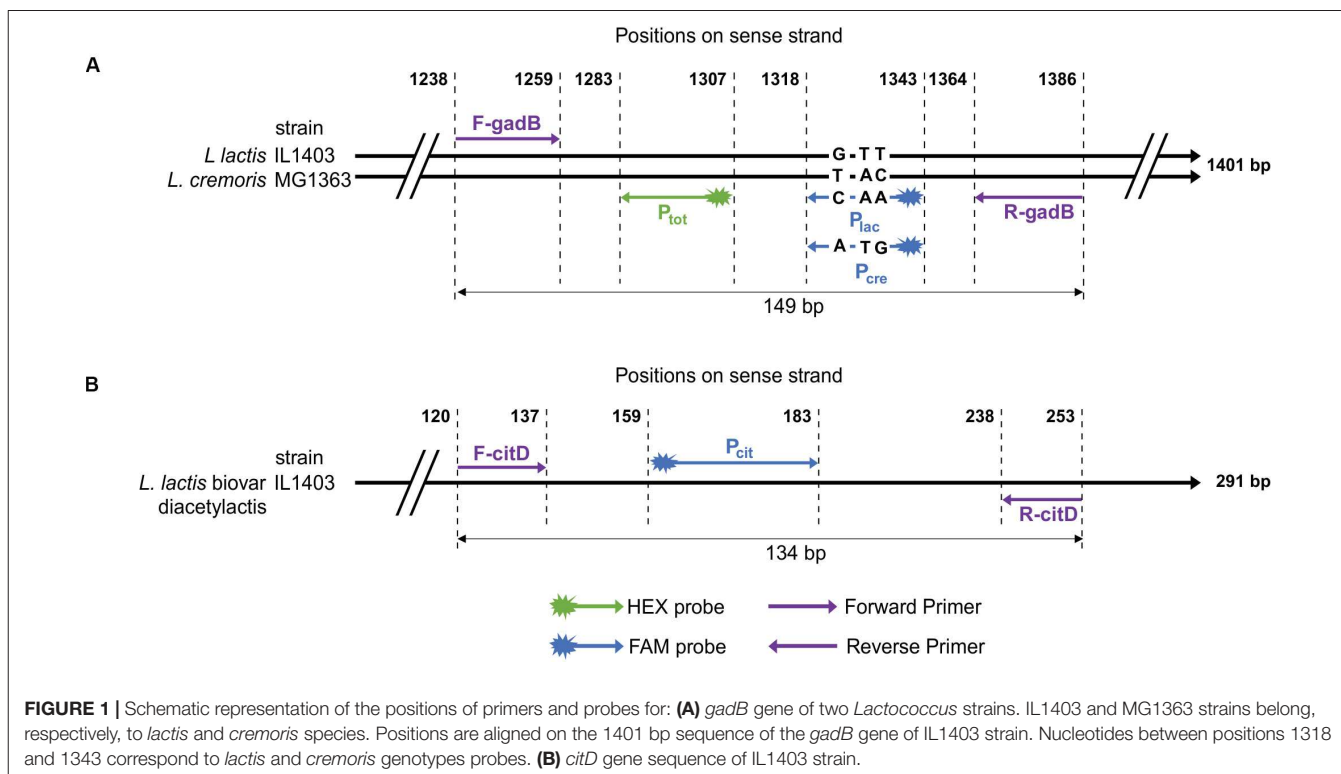 Positions on sense strand
A
1238 1259 1283 1307 1318 1343 1364 1386
strain
F-gadB
L lactis IL1403
G - T T
1401 bp
L. cremoris MG1363
T - A C
C - A A
Ptot
Plac
R-gadB
A - T G
Pcre
149 bp
Positions on sense strand
B
120 137 159 183 238 253
strain
F-citD
Pcit
L. lactis biovar IL1403
291 bp
diacetylactis
R-citD
134 bp
HEX probe
Forward Primer
FAM probe
Reverse Primer
FIGURE 1 | Schematic representation of the positions of primers and probes for: (A) gadB gene of two Lactococcus strains. IL1403 and MG1363 strains belong,
respectively, to lactis and cremoris species. Positions are aligned on the 1401 bp sequence of the gadB gene of IL1403 strain. Nucleotides between positions 1318
and 1343 correspond to lactis and cremoris genotypes probes. (B) citD gene sequence of IL1403 strain.